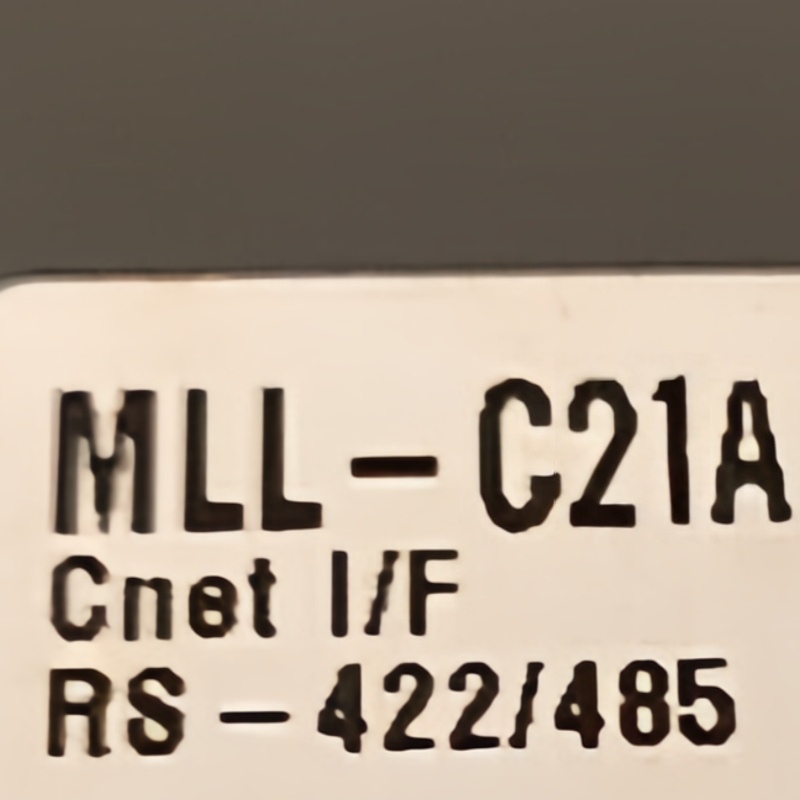 MLL-C21A
Cnet I/F
RS-422/485